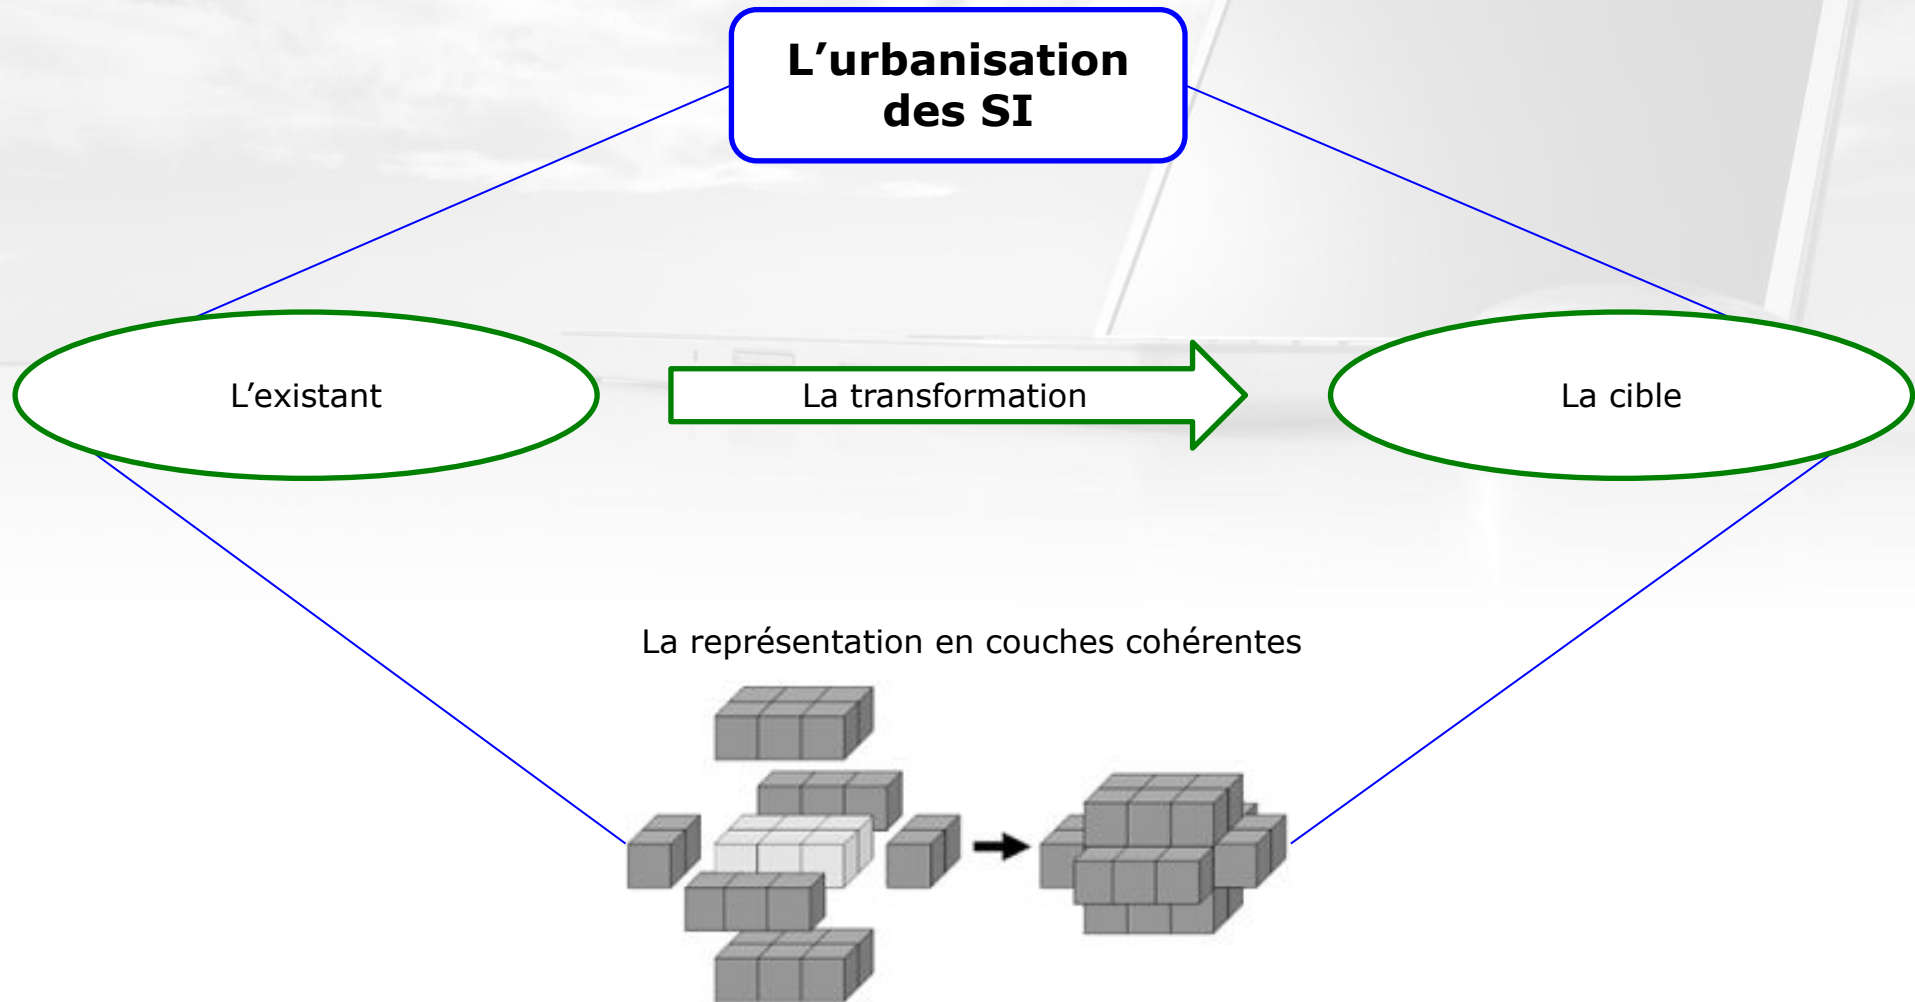 L’urbanisation
des SI
L’existant
La transformation
La cible
La représentation en couches cohérentes